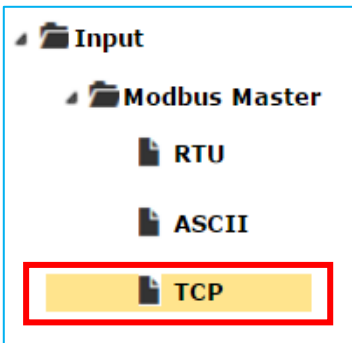 Input
Modbus Master
RTU
ASCII
TCP